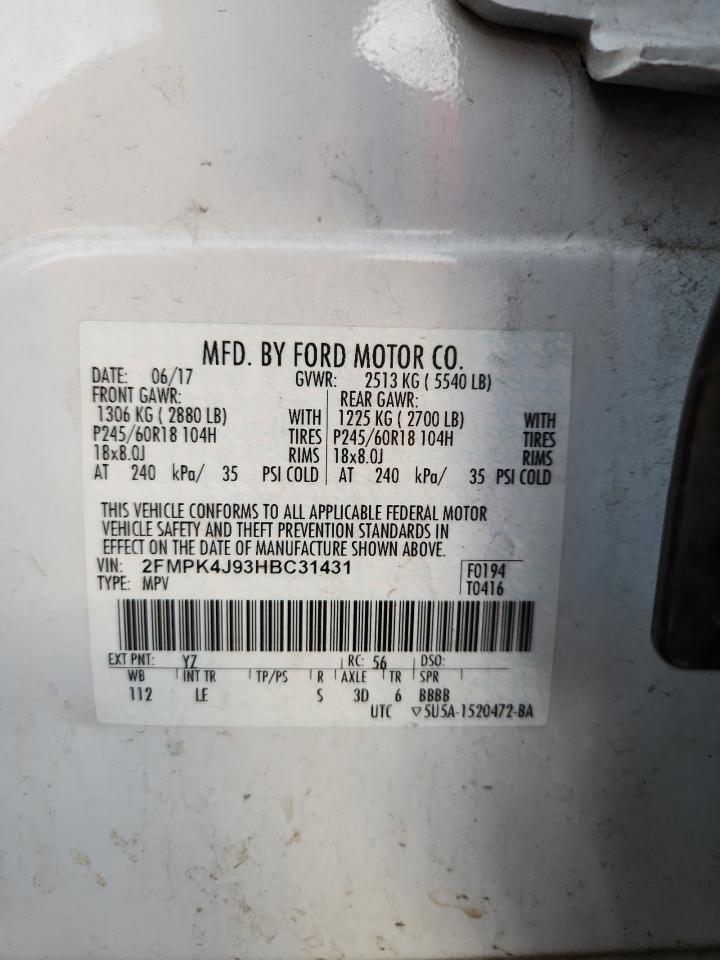 MFD. BY FORD MOTOR CO.
DATE: 06/17 GVWR: 2513 KG ( 5540 LB)
FRONT GAWR: REAR GAWR:
1306 KG ( 2880 LB) WITH 1225 KG ( 2700 LB) WITH
P245/60R18 104H TIRES P245/60R18 104H TIRES
18x8.0J RIMS 18x8.0J RIMS
AT 240 kPa/ 35 PSI COLD AT 240 kPa/ 35 PSI COLD
THIS VEHICLE CONFORMS TO ALL APPLICABLE FEDERAL MOTOR
VEHICLE SAFETY AND THEFT PREVENTION STANDARDS IN
EFFECT ON THE DATE OF MANUFACTURE SHOWN ABOVE.
VIN: 2FMPK4J93HBC31431 F0194
TYPE: MPV T0416
EXT PNT: YZ RC: 56 DSO:
WB INT TR TP/PS R AXLE TR SPR
112 LE S 3D 6 BBBB
UTC ▽5U5A-1520472-BA